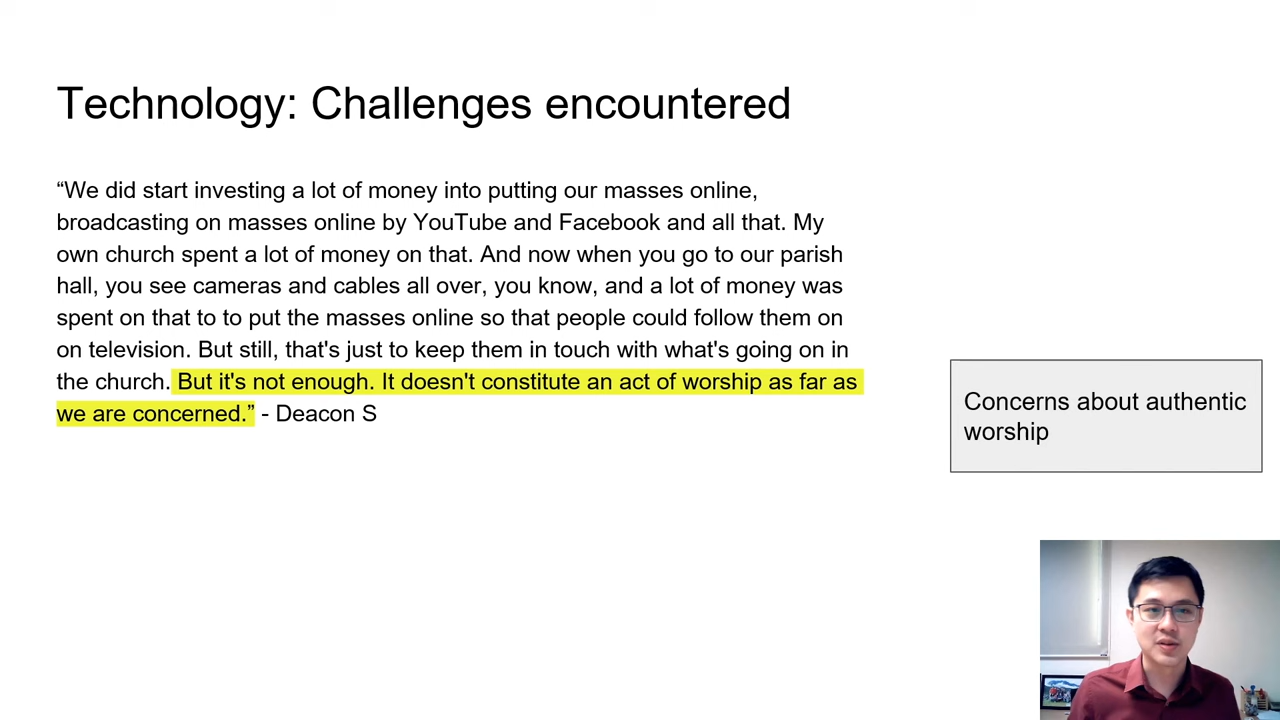 Technology: Challenges encountered
“We did start investing a lot of money into putting our masses online,
broadcasting on masses online by YouTube and Facebook and all that. My
own church spent a lot of money on that. And now when you go to our parish
hall, you see cameras and cables all over, you know, and a lot of money was
spent on that to to put the masses online so that people could follow them on
on television. But still, that's just to keep them in touch with what's going on in
the church. But it's not enough. It doesn't constitute an act of worship as far as
we are concerned.” - Deacon S
Concerns about authentic
worship